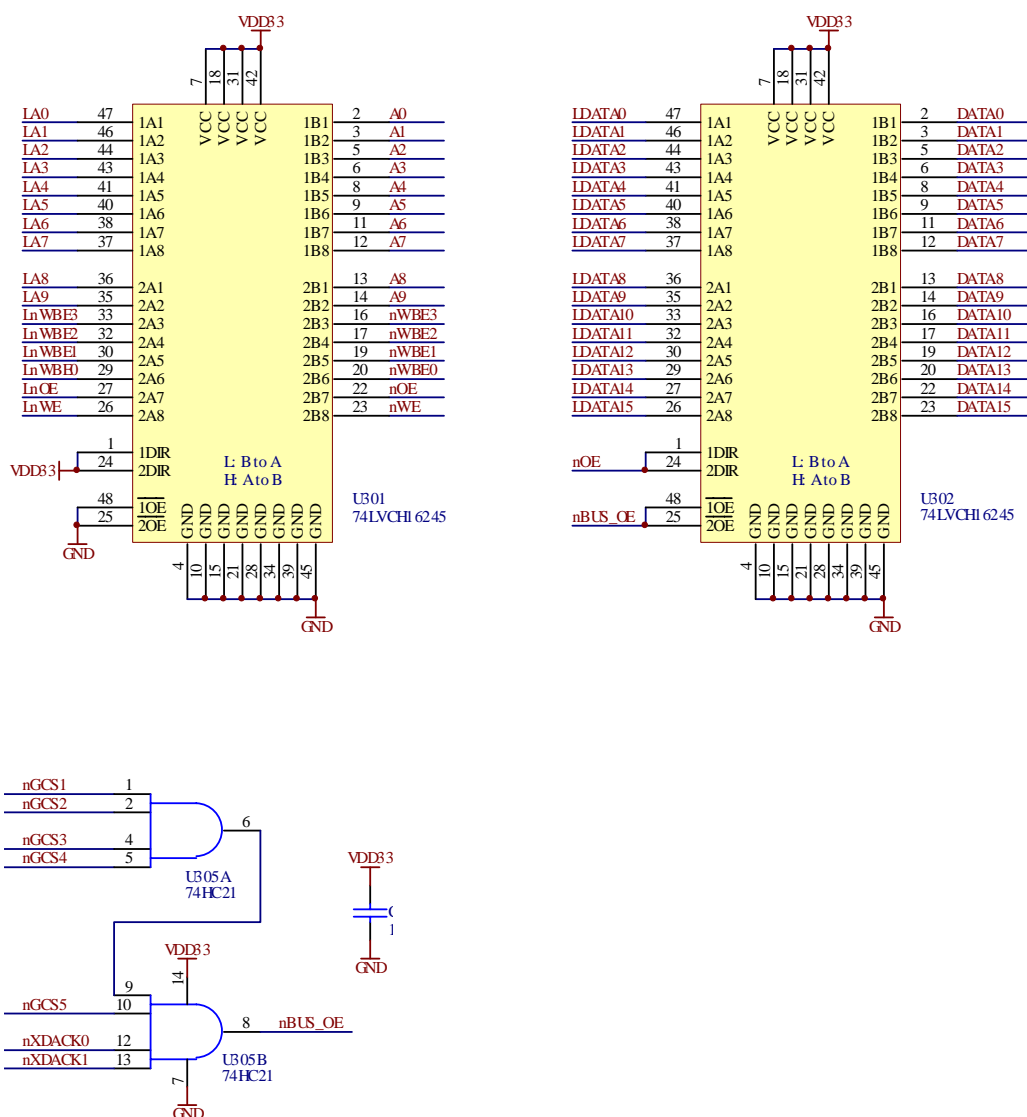 VDD33
7 18 31 42
VCC VCC VCC VCC
LA0 47 1A1 1B1 2 A0
LA1 46 1A2 1B2 3 A1
LA2 44 1A3 1B3 5 A2
LA3 43 1A4 1B4 6 A3
LA4 41 1A5 1B5 8 A4
LA5 40 1A6 1B6 9 A5
LA6 38 1A7 1B7 11 A6
LA7 37 1A8 1B8 12 A7
LA8 36 2A1 2B1 13 A8
LA9 35 2A2 2B2 14 A9
LnWBE3 33 2A3 2B3 16 nWBE3
LnWBE2 32 2A4 2B4 17 nWBE2
LnWBE1 30 2A5 2B5 19 nWBE1
LnWBE0 29 2A6 2B6 20 nWBE0
LnOE 27 2A7 2B7 22 nOE
LnWE 26 2A8 2B8 23 nWE
1 1DIR
VDD33 24 2DIR
L: B to A
H: A to B
48 1OE
25 2OE
GND
U301
74LVCH16245
GND GND GND GND GND GND GND GND
4 10 15 21 28 34 39 45
GND
VDD33
7 18 31 42
VCC VCC VCC VCC
LDATA0 47 1A1 1B1 2 DATA0
LDATA1 46 1A2 1B2 3 DATA1
LDATA2 44 1A3 1B3 5 DATA2
LDATA3 43 1A4 1B4 6 DATA3
LDATA4 41 1A5 1B5 8 DATA4
LDATA5 40 1A6 1B6 9 DATA5
LDATA6 38 1A7 1B7 11 DATA6
LDATA7 37 1A8 1B8 12 DATA7
LDATA8 36 2A1 2B1 13 DATA8
LDATA9 35 2A2 2B2 14 DATA9
LDATA10 33 2A3 2B3 16 DATA10
LDATA11 32 2A4 2B4 17 DATA11
LDATA12 30 2A5 2B5 19 DATA12
LDATA13 29 2A6 2B6 20 DATA13
LDATA14 27 2A7 2B7 22 DATA14
LDATA15 26 2A8 2B8 23 DATA15
1 1DIR
nOE 24 2DIR
L: B to A
H: A to B
48 1OE
nBUS_OE 25 2OE
U302
74LVCH16245
GND GND GND GND GND GND GND GND
4 10 15 21 28 34 39 45
GND
nGCS1 1
nGCS2 2
6
nGCS3 4
nGCS4 5
U305A
74HC21
VDD33
GND
VDD33
14
9
nGCS5 10
8 nBUS_OE
nXDACK0 12
nXDACK1 13
U305B
74HC21
7
GND